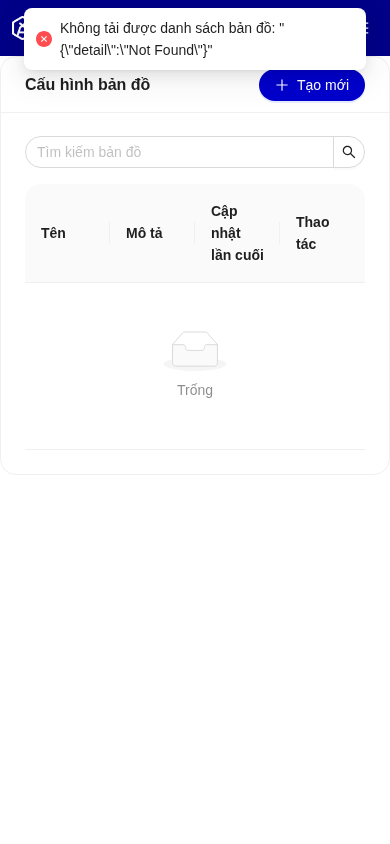 Không tải được danh sách bản đồ: "
{\"detail\":\"Not Found\"}"
Cấu hình bản đồ
Tạo mới
Tìm kiếm bản đồ
Tên
Mô tả
Cập
nhật
lần cuối
Thao
tác
Trống